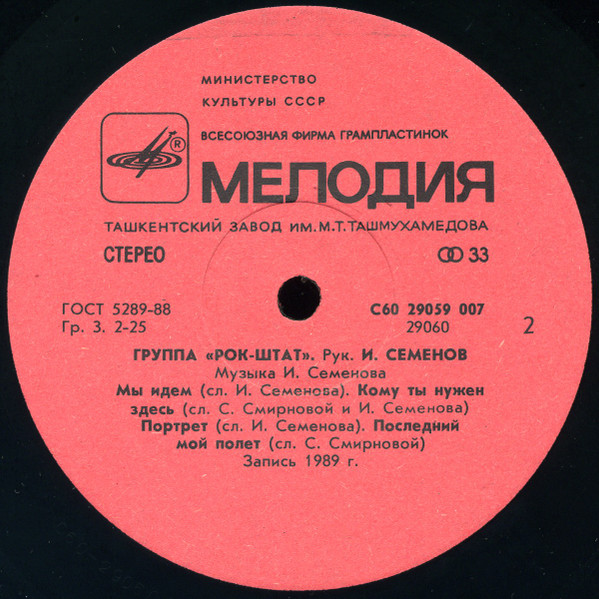 МИНИСТЕРСТВО
КУЛЬТУРЫ СССР
ВСЕСОЮЗНАЯ ФИРМА ГРАМПЛАСТИНОК
®
МЕЛОДИЯ
ТАШКЕНТСКИЙ ЗАВОД ИМ. М.Т. ТАШМУХАМЕДОВА
СТЕРЕО
33
ГОСТ 5289-88
Гр. 3. 2-25
С60 29059 007
29060
2
ГРУППА «РОК-ШТАТ». Рук. И. СЕМЕНОВ
Музыка И. Семенова
Мы идем (сл. И. Семенова). Кому ты нужен
здесь (сл. С. Смирновой и И. Семенова)
Портрет (сл. И. Семенова). Последний
мой полет (сл. С. Смирновой)
Запись 1989 г.